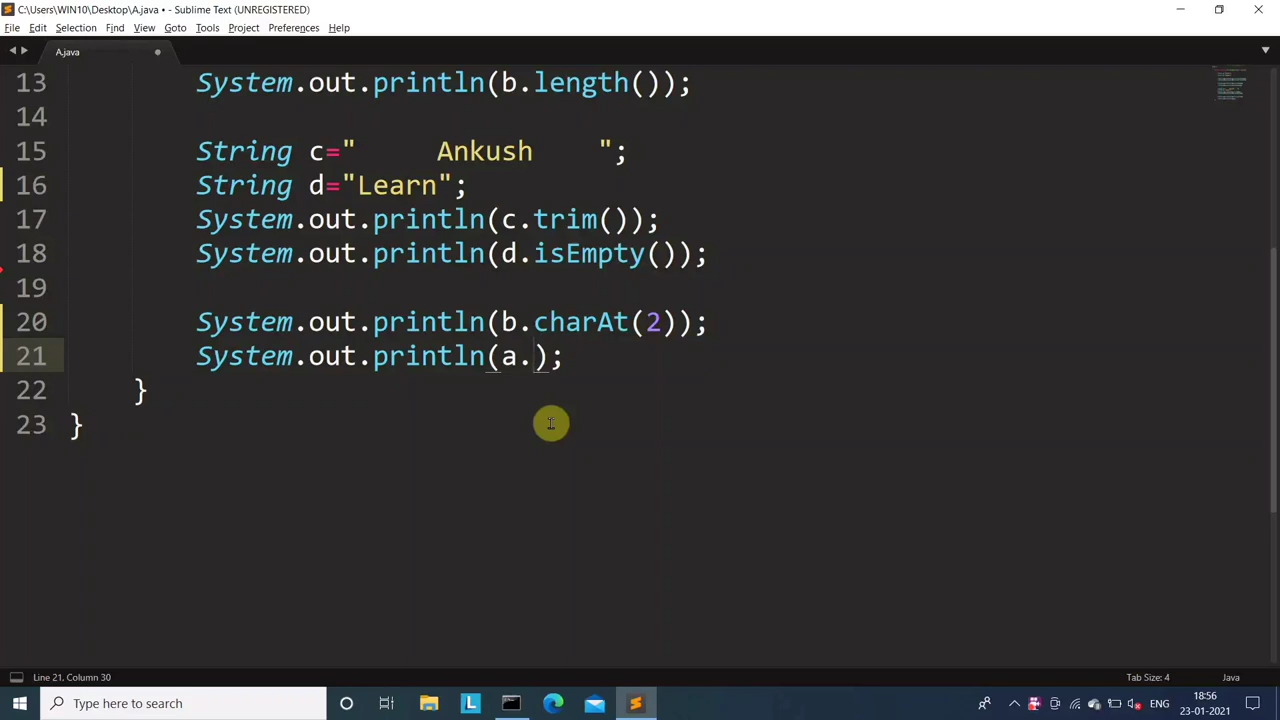 C:\Users\WIN10\Desktop\A.java • - Sublime Text (UNREGISTERED)
File Edit Selection Find View Goto Tools Project Preferences Help
A.java
13 System.out.println(b.length());
14
15 String c="      Ankush    ";
16 String d="Learn";
17 System.out.println(c.trim());
18 System.out.println(d.isEmpty());
19
20 System.out.println(b.charAt(2));
21 System.out.println(a.);
22 }
23 }
Line 21, Column 30 Tab Size: 4 Java
Type here to search
ENG
18:56
23-01-2021